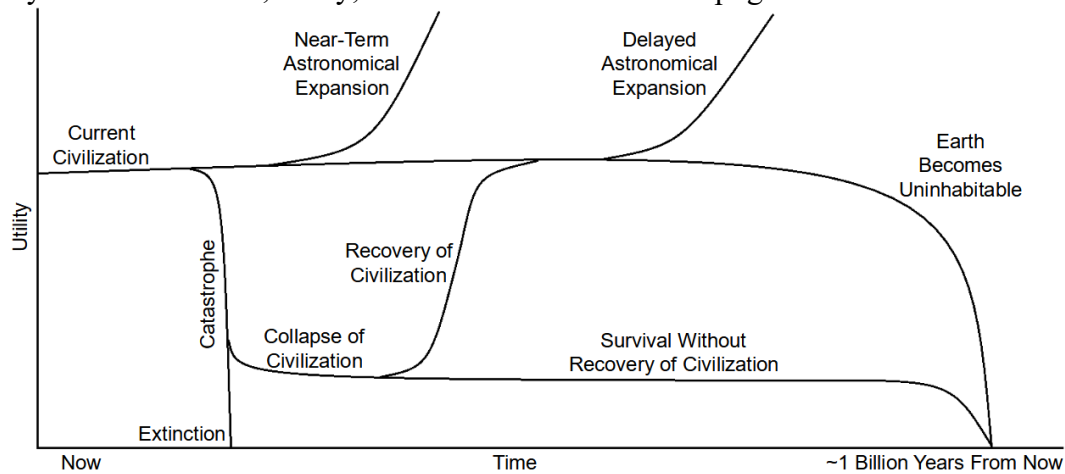 Near-Term
Astronomical
Expansion
Delayed
Astronomical
Expansion
Current
Civilization
Earth
Becomes
Uninhabitable
Utility
Catastrophe
Recovery of
Civilization
Collapse of
Civilization
Survival Without
Recovery of Civilization
Extinction
Now
Time
~1 Billion Years From Now